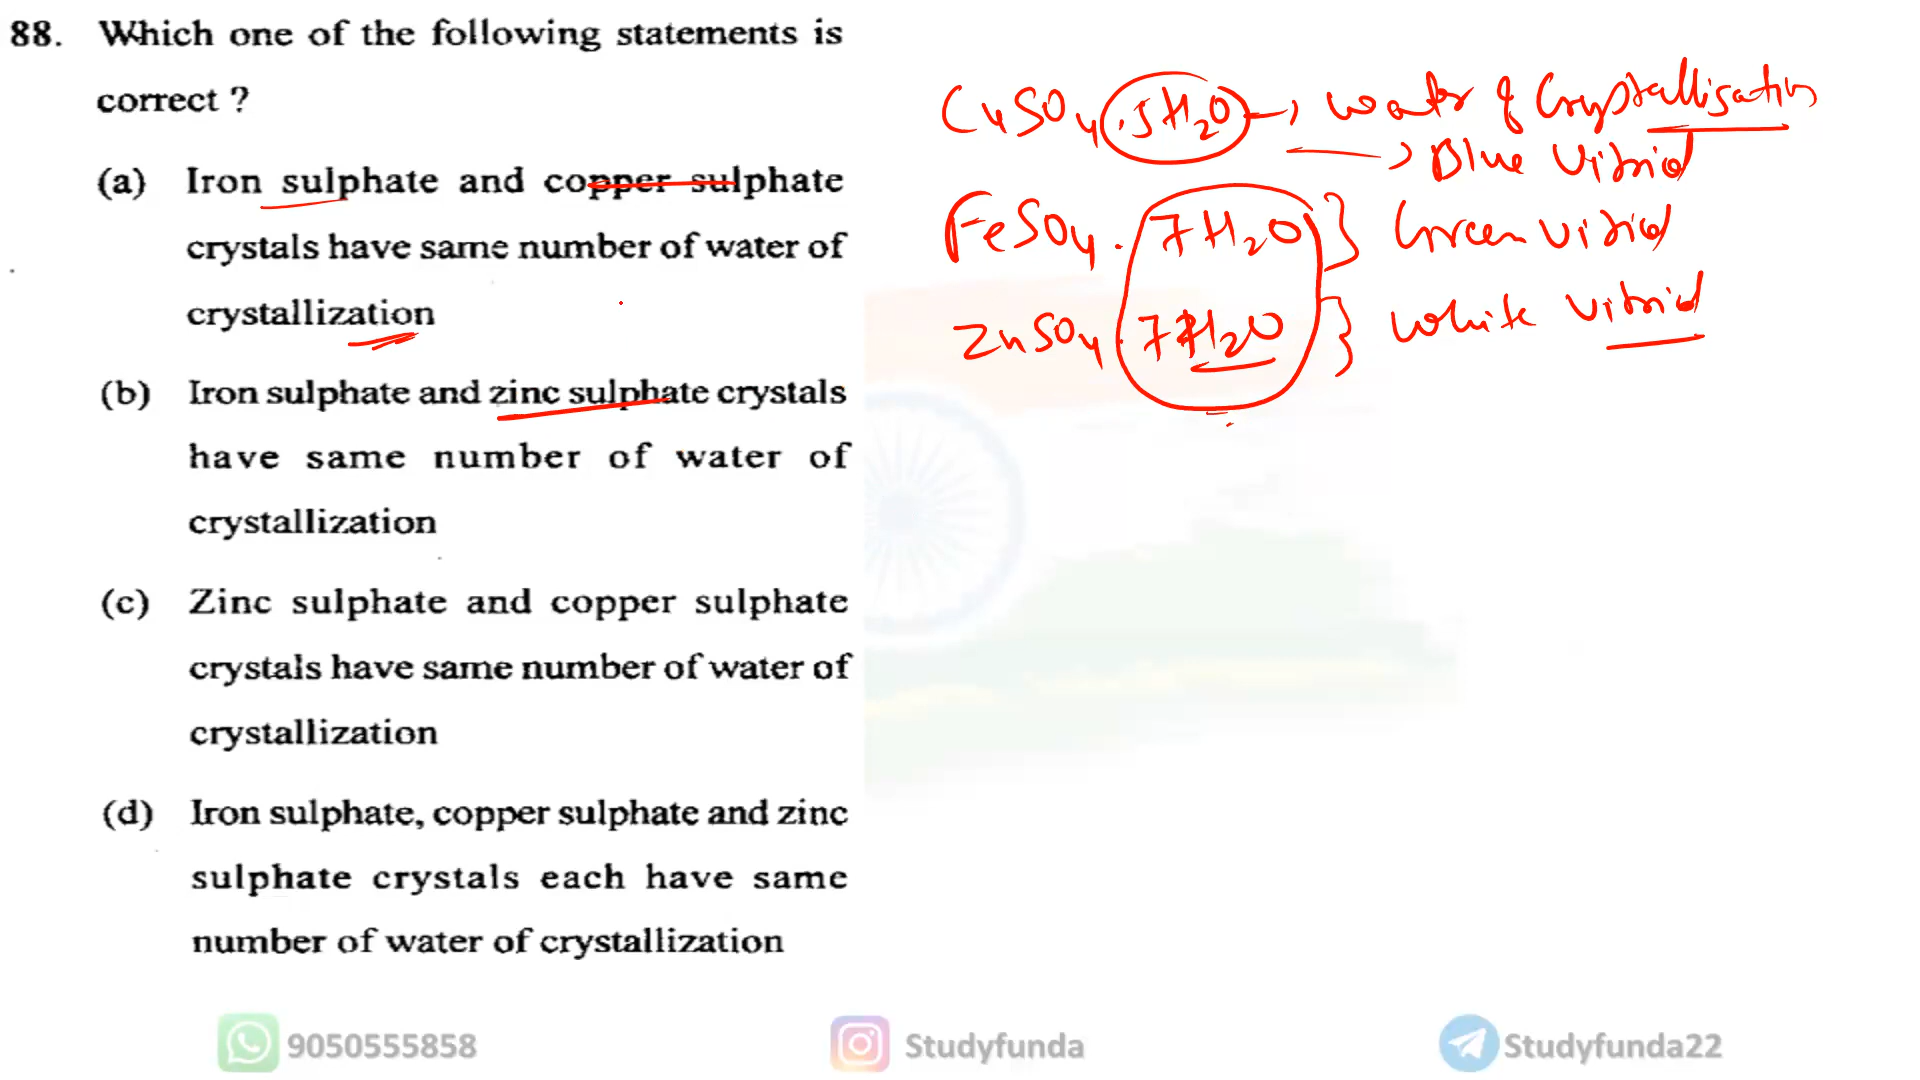 88. Which one of the following statements is
correct ?
(a) Iron sulphate and copper sulphate
crystals have same number of water of
crystallization
(b) Iron sulphate and zinc sulphate crystals
have same number of water of
crystallization
(c) Zinc sulphate and copper sulphate
crystals have same number of water of
crystallization
(d) Iron sulphate, copper sulphate and zinc
sulphate crystals each have same
number of water of crystallization
CuSO4 .5H2O → water of Crystallisation
→ Blue Vitriol
FeSO4 . 7H2O } Green vitriol
ZnSO4 . 7H2O } white vitriol
9050555858
Studyfunda
Studyfunda22